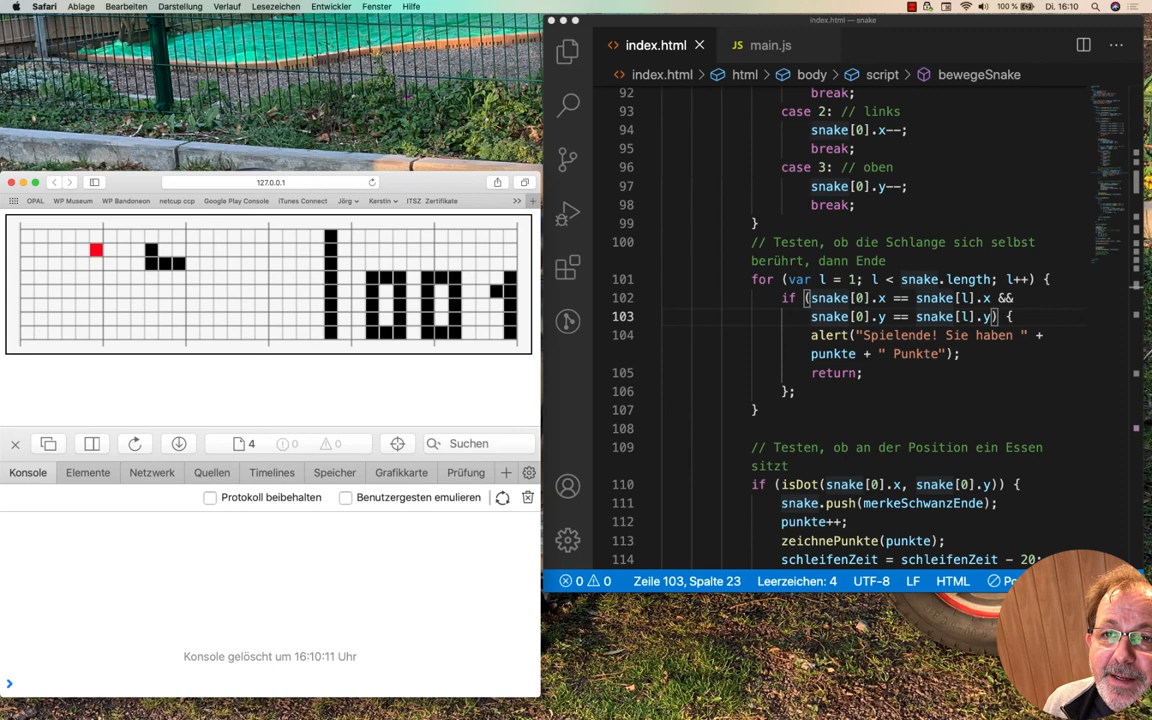 Safari Ablage Bearbeiten Darstellung Verlauf Lesezeichen Entwickler Fenster Hilfe
100 % Di. 16:10
127.0.0.1
OPAL WP Museum WP Bandoneon netcup ccp Google Play Console iTunes Connect Jörg Kerstin ITSZ Zertifikate
4 0 0 Suchen
Konsole Elemente Netzwerk Quellen Timelines Speicher Grafikkarte Prüfung
Protokoll beibehalten Benutzergesten emulieren
Konsole gelöscht um 16:10:11 Uhr
index.html — snake
index.html JS main.js
index.html html body script bewegeSnake
92 break;
93 case 2: // links
94 snake[0].x--;
95 break;
96 case 3: // oben
97 snake[0].y--;
98 break;
99 }
100 // Testen, ob die Schlange sich selbst
berührt, dann Ende
101 for (var l = 1; l < snake.length; l++) {
102 if (snake[0].x == snake[l].x &&
103 snake[0].y == snake[l].y) {
104 alert("Spielende! Sie haben " +
punkte + " Punkte");
105 return;
106 };
107 }
108
109 // Testen, ob an der Position ein Essen
sitzt
110 if (isDot(snake[0].x, snake[0].y)) {
111 snake.push(merkeSchwanzEnde);
112 punkte++;
113 zeichnePunkte(punkte);
114 schleifenZeit = schleifenZeit - 20;
0 0 Zeile 103, Spalte 23 Leerzeichen: 4 UTF-8 LF HTML